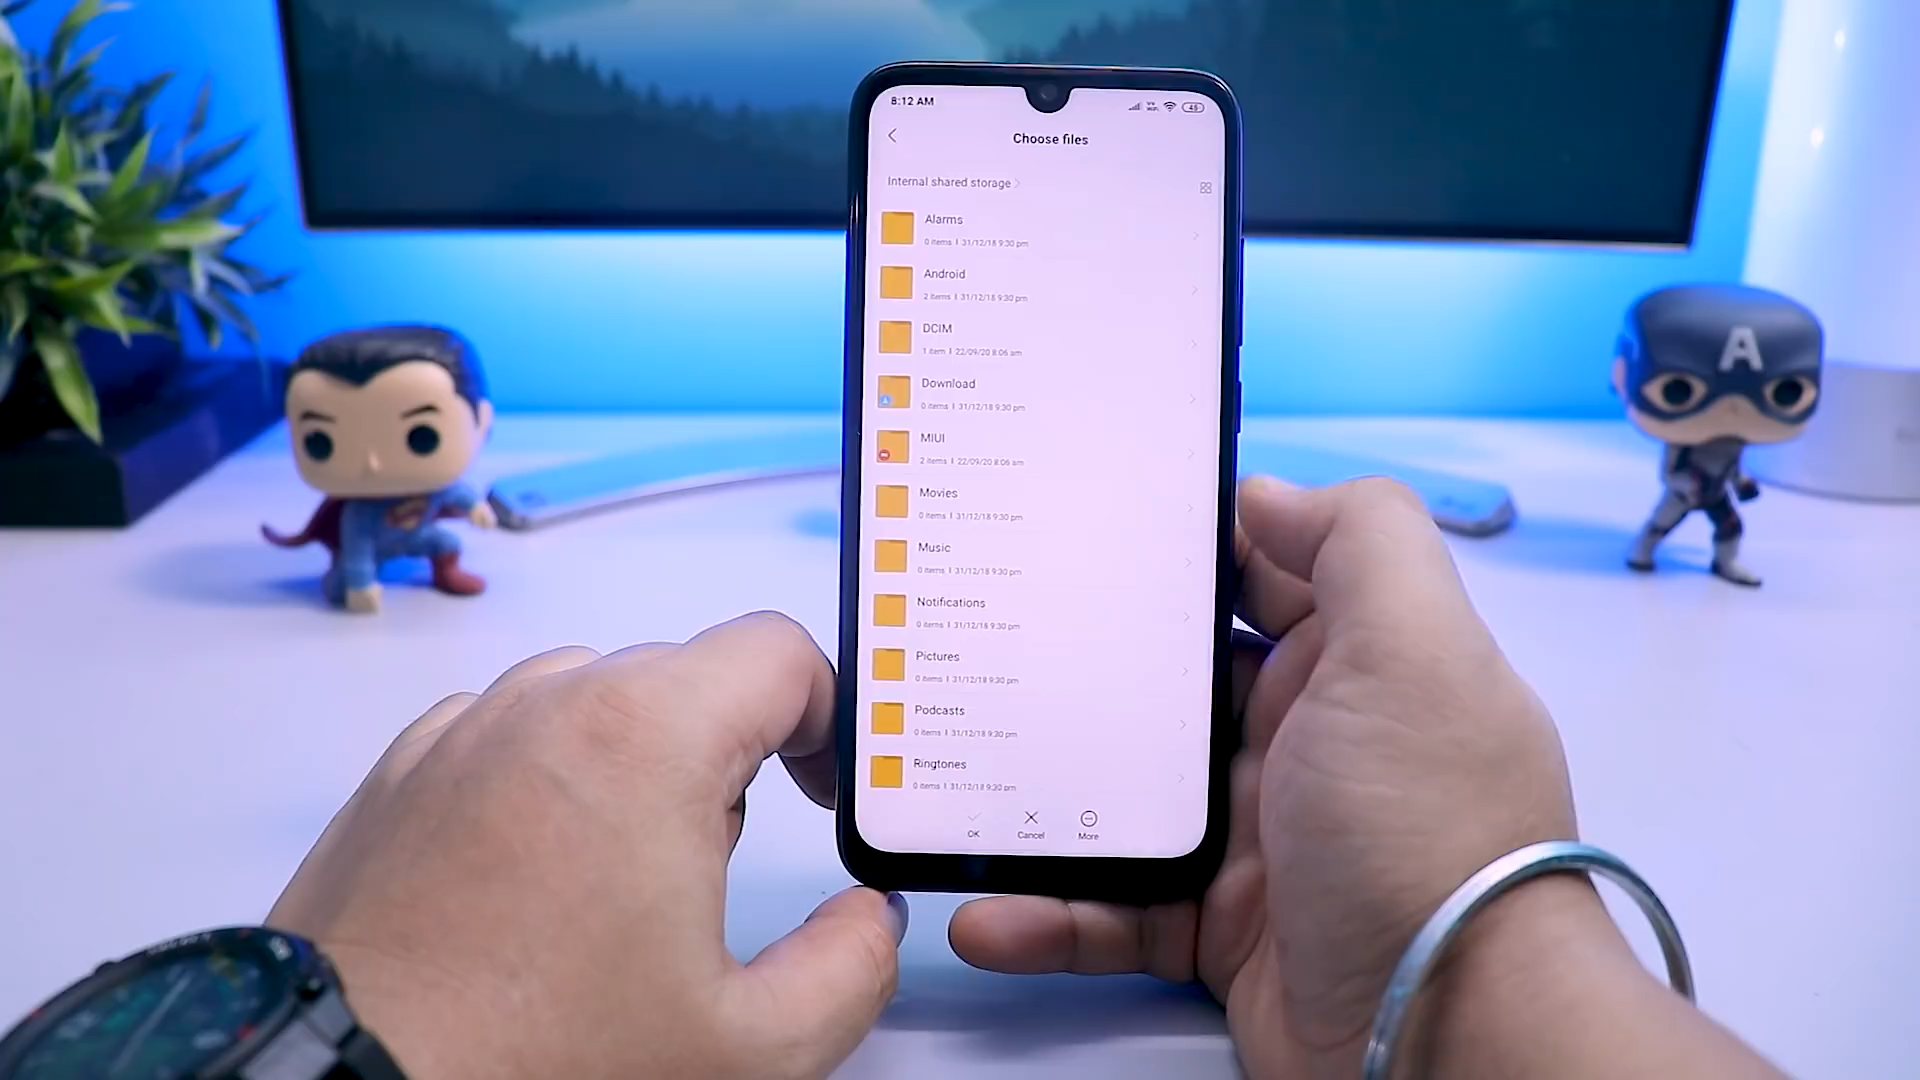 8:12 AM
45
Choose files
Internal shared storage
Alarms
0 items | 31/12/18 9:30 pm
Android
2 items | 31/12/18 9:30 pm
DCIM
1 item | 22/09/20 8:06 am
Download
0 items | 31/12/18 9:30 pm
MIUI
2 items | 22/09/20 8:06 am
Movies
0 items | 31/12/18 9:30 pm
Music
0 items | 31/12/18 9:30 pm
Notifications
0 items | 31/12/18 9:30 pm
Pictures
0 items | 31/12/18 9:30 pm
Podcasts
0 items | 31/12/18 9:30 pm
Ringtones
0 items | 31/12/18 9:30 pm
OK Cancel More
A